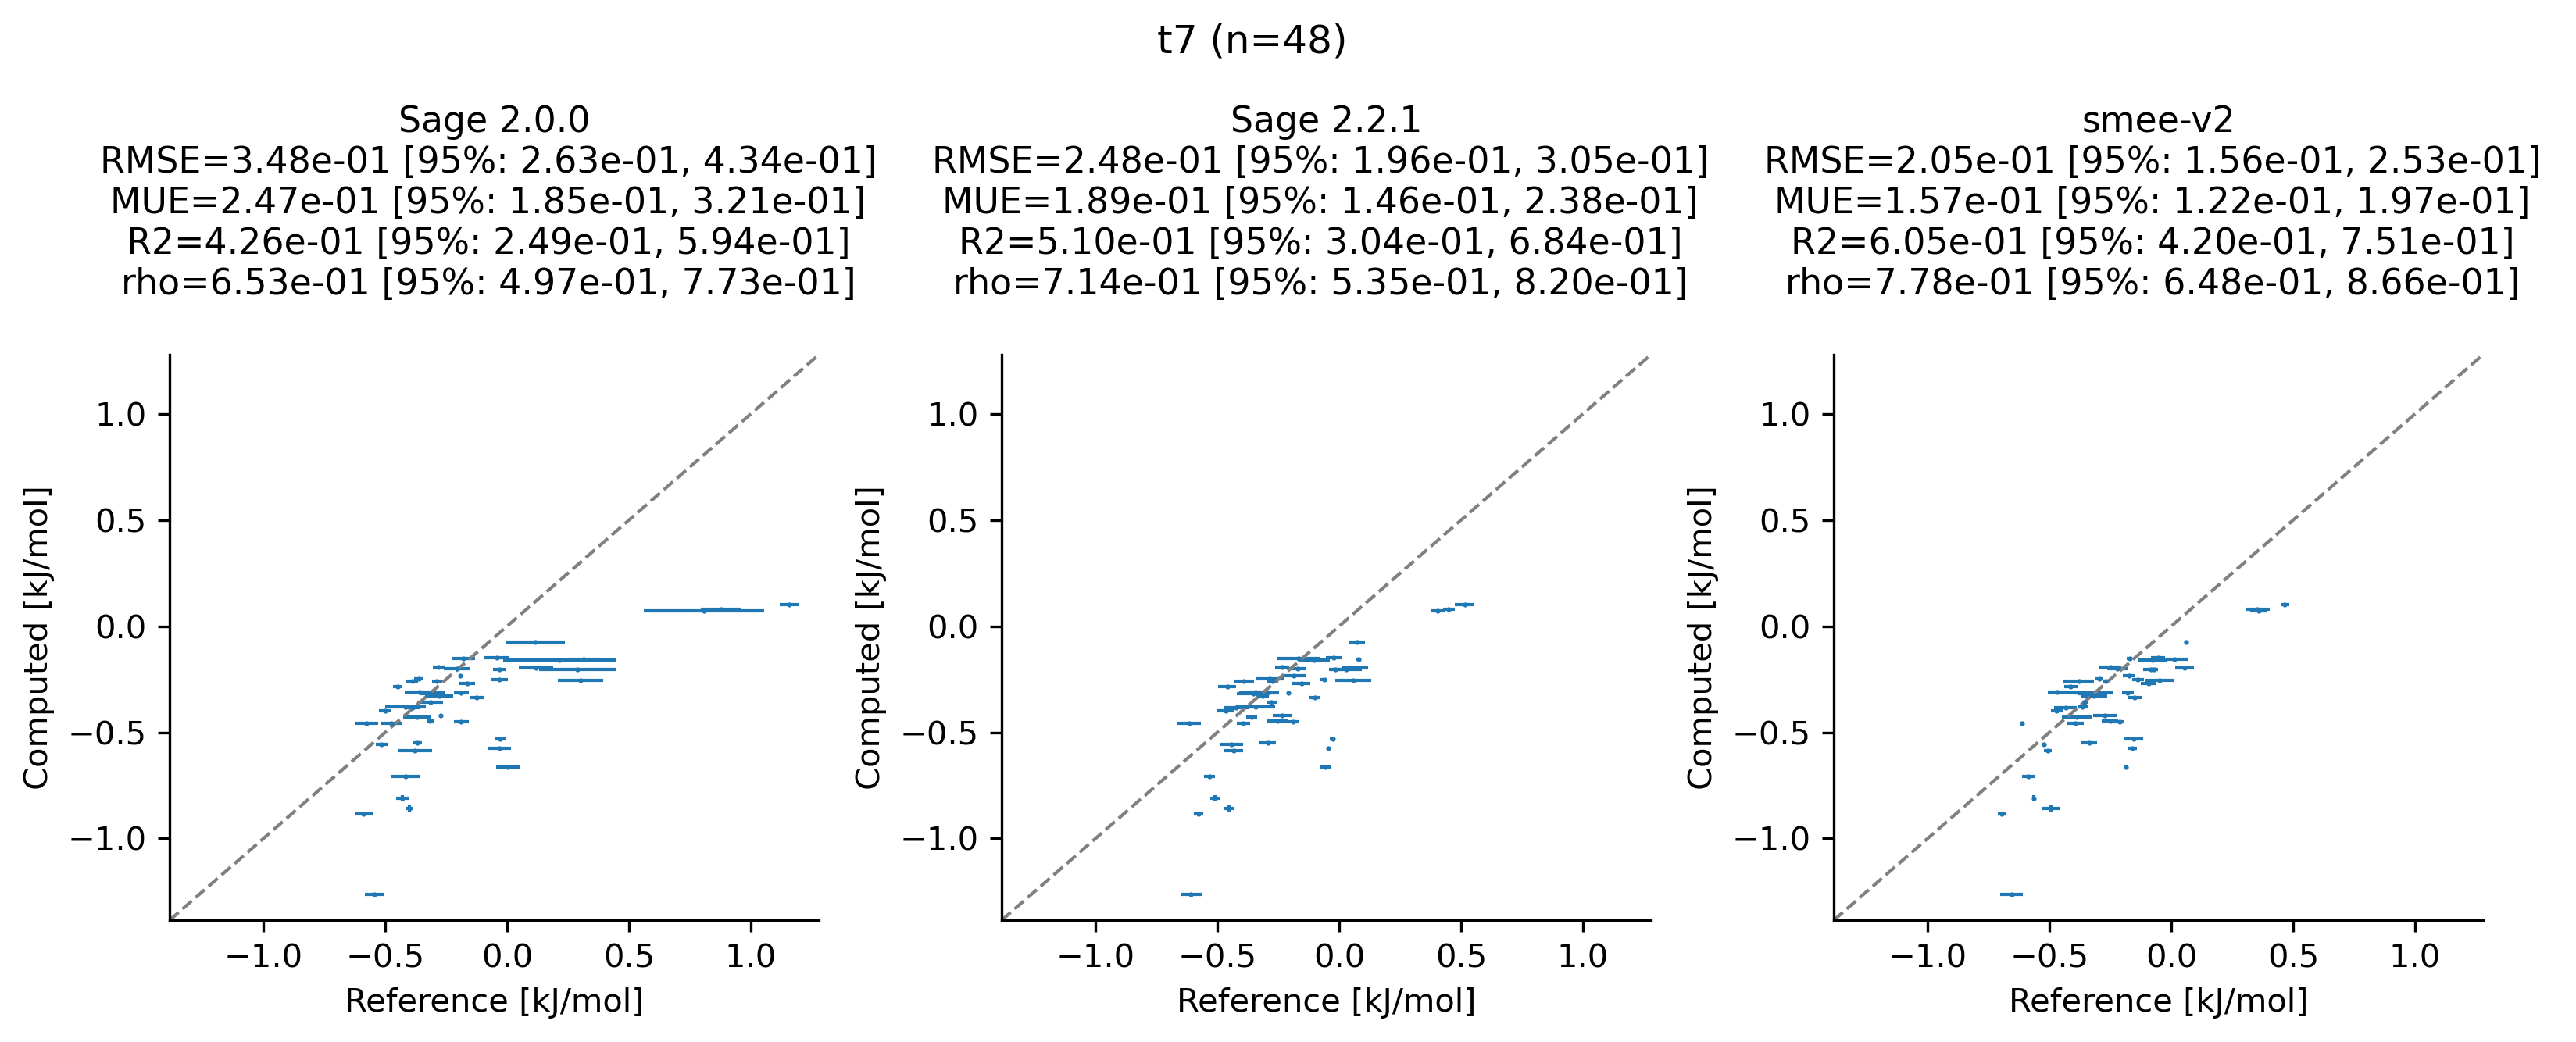 t7 (n=48)
Sage 2.0.0
RMSE=3.48e-01 [95%: 2.63e-01, 4.34e-01]
MUE=2.47e-01 [95%: 1.85e-01, 3.21e-01]
R2=4.26e-01 [95%: 2.49e-01, 5.94e-01]
rho=6.53e-01 [95%: 4.97e-01, 7.73e-01]
1.0
0.5
0.0
−0.5
−1.0
Computed [kJ/mol]
−1.0 −0.5 0.0 0.5 1.0
Reference [kJ/mol]
Sage 2.2.1
RMSE=2.48e-01 [95%: 1.96e-01, 3.05e-01]
MUE=1.89e-01 [95%: 1.46e-01, 2.38e-01]
R2=5.10e-01 [95%: 3.04e-01, 6.84e-01]
rho=7.14e-01 [95%: 5.35e-01, 8.20e-01]
1.0
0.5
0.0
−0.5
−1.0
Computed [kJ/mol]
−1.0 −0.5 0.0 0.5 1.0
Reference [kJ/mol]
smee-v2
RMSE=2.05e-01 [95%: 1.56e-01, 2.53e-01]
MUE=1.57e-01 [95%: 1.22e-01, 1.97e-01]
R2=6.05e-01 [95%: 4.20e-01, 7.51e-01]
rho=7.78e-01 [95%: 6.48e-01, 8.66e-01]
1.0
0.5
0.0
−0.5
−1.0
Computed [kJ/mol]
−1.0 −0.5 0.0 0.5 1.0
Reference [kJ/mol]